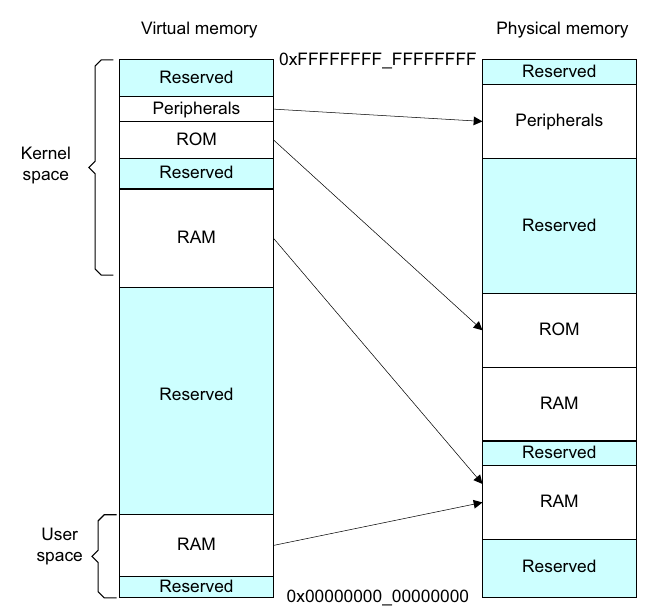 Virtual memory
Physical memory
0xFFFFFFFF_FFFFFFFF
Kernel
space
Reserved
Peripherals
ROM
Reserved
RAM
Reserved
User
space
RAM
Reserved
Reserved
Peripherals
Reserved
ROM
RAM
Reserved
RAM
Reserved
0x00000000_00000000